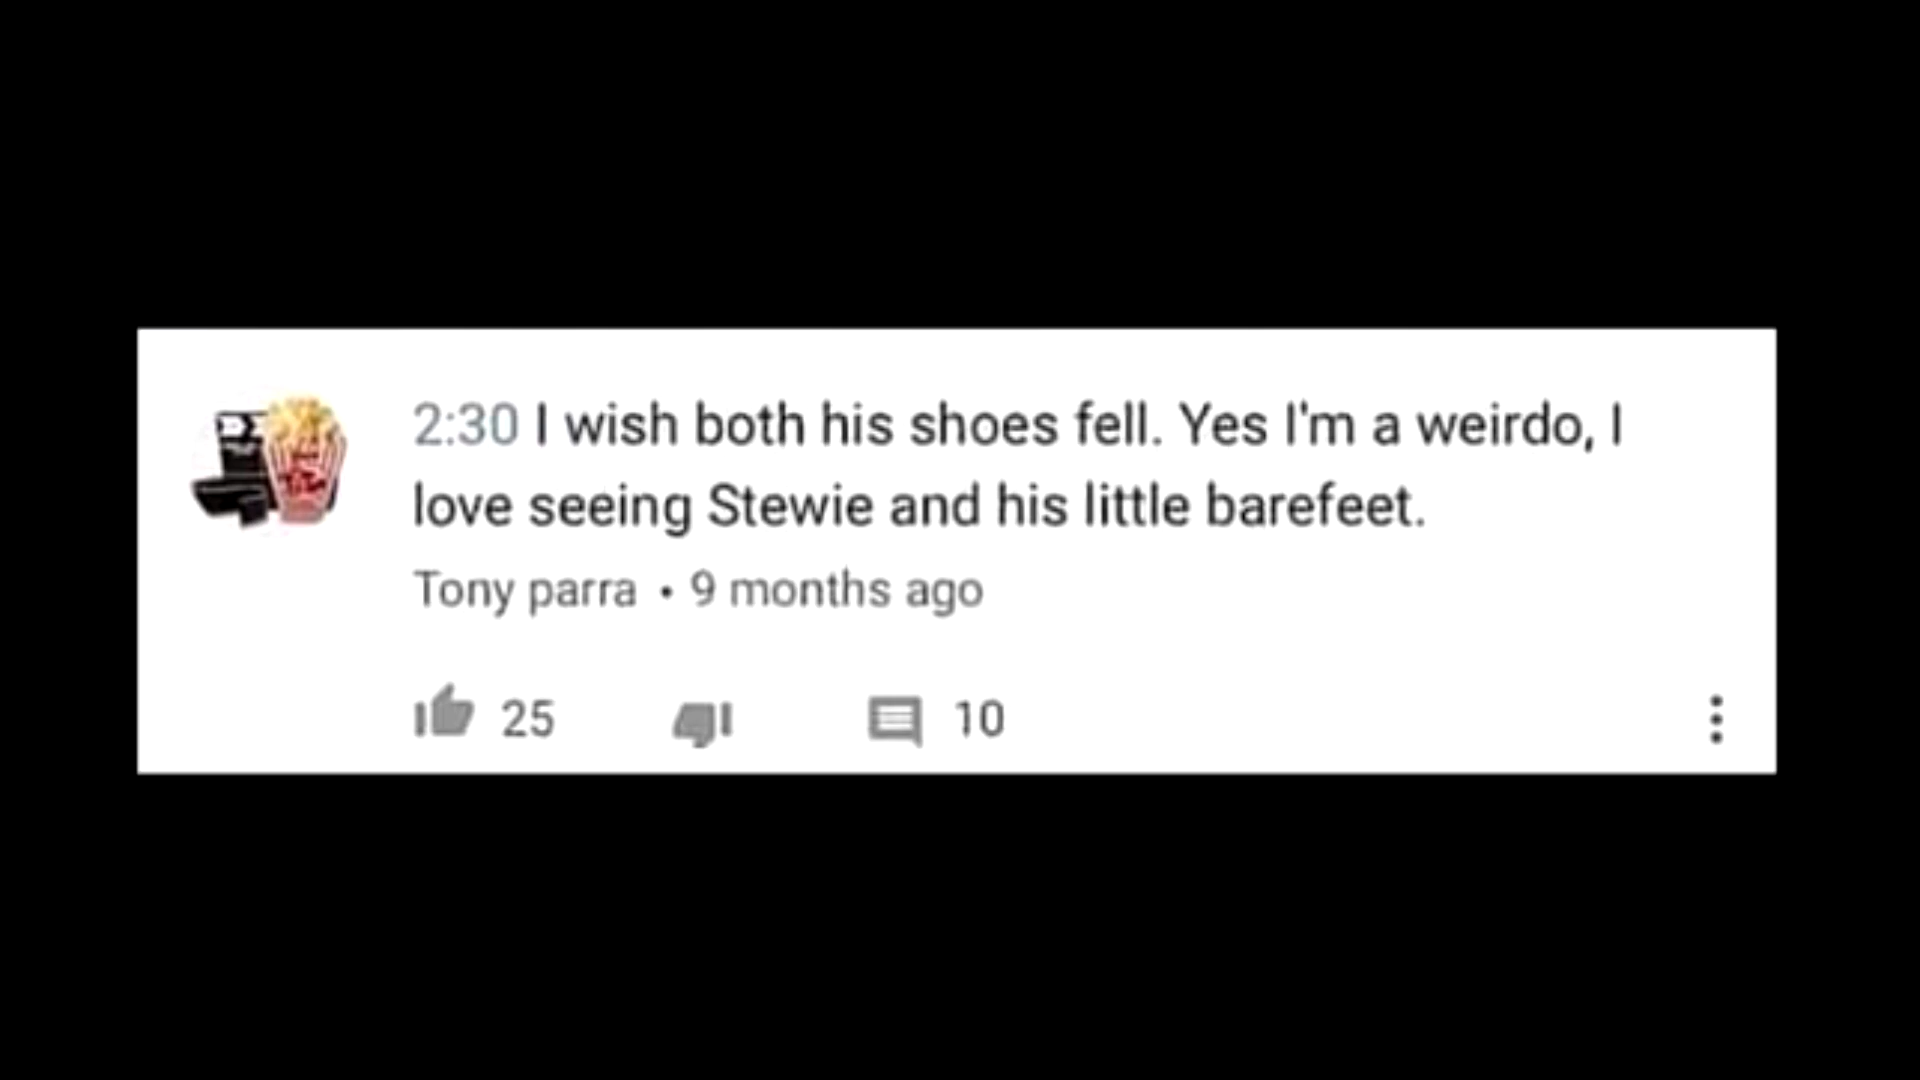 2:30 I wish both his shoes fell. Yes I'm a weirdo, I
love seeing Stewie and his little barefeet.
Tony parra • 9 months ago
25 10